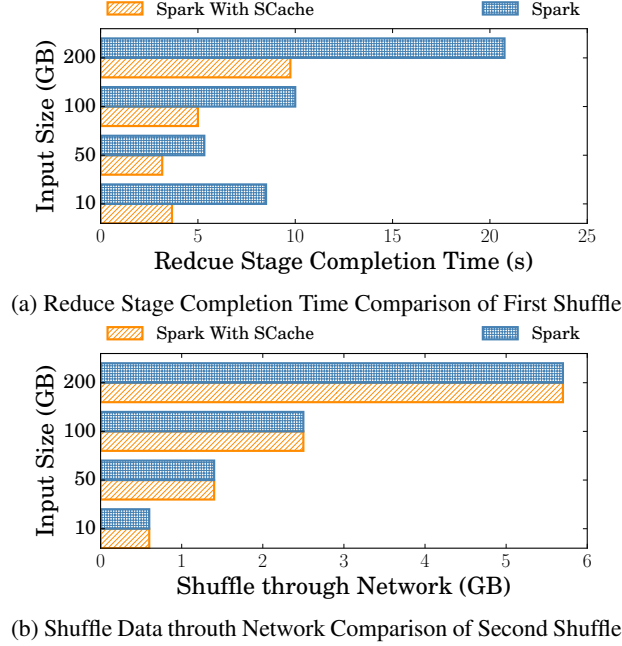 Spark With SCache Spark
200
100
50
10
Input Size (GB)
0 5 10 15 20 25
Redcue Stage Completion Time (s)
(a) Reduce Stage Completion Time Comparison of First Shuffle
Spark With SCache Spark
200
100
50
10
Input Size (GB)
0 1 2 3 4 5 6
Shuffle through Network (GB)
(b) Shuffle Data throuth Network Comparison of Second Shuffle